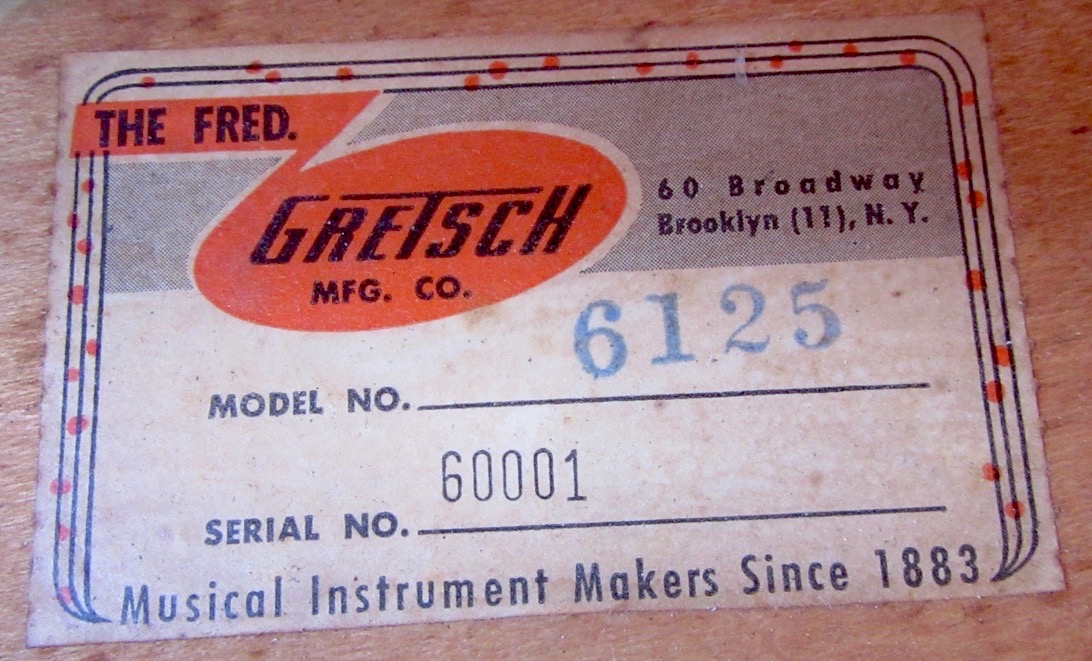 THE FRED.
GRETSCH
MFG. CO.
60 Broadway
Brooklyn (11), N. Y.
6125
MODEL NO.
60001
SERIAL NO.
Musical Instrument Makers Since 1883